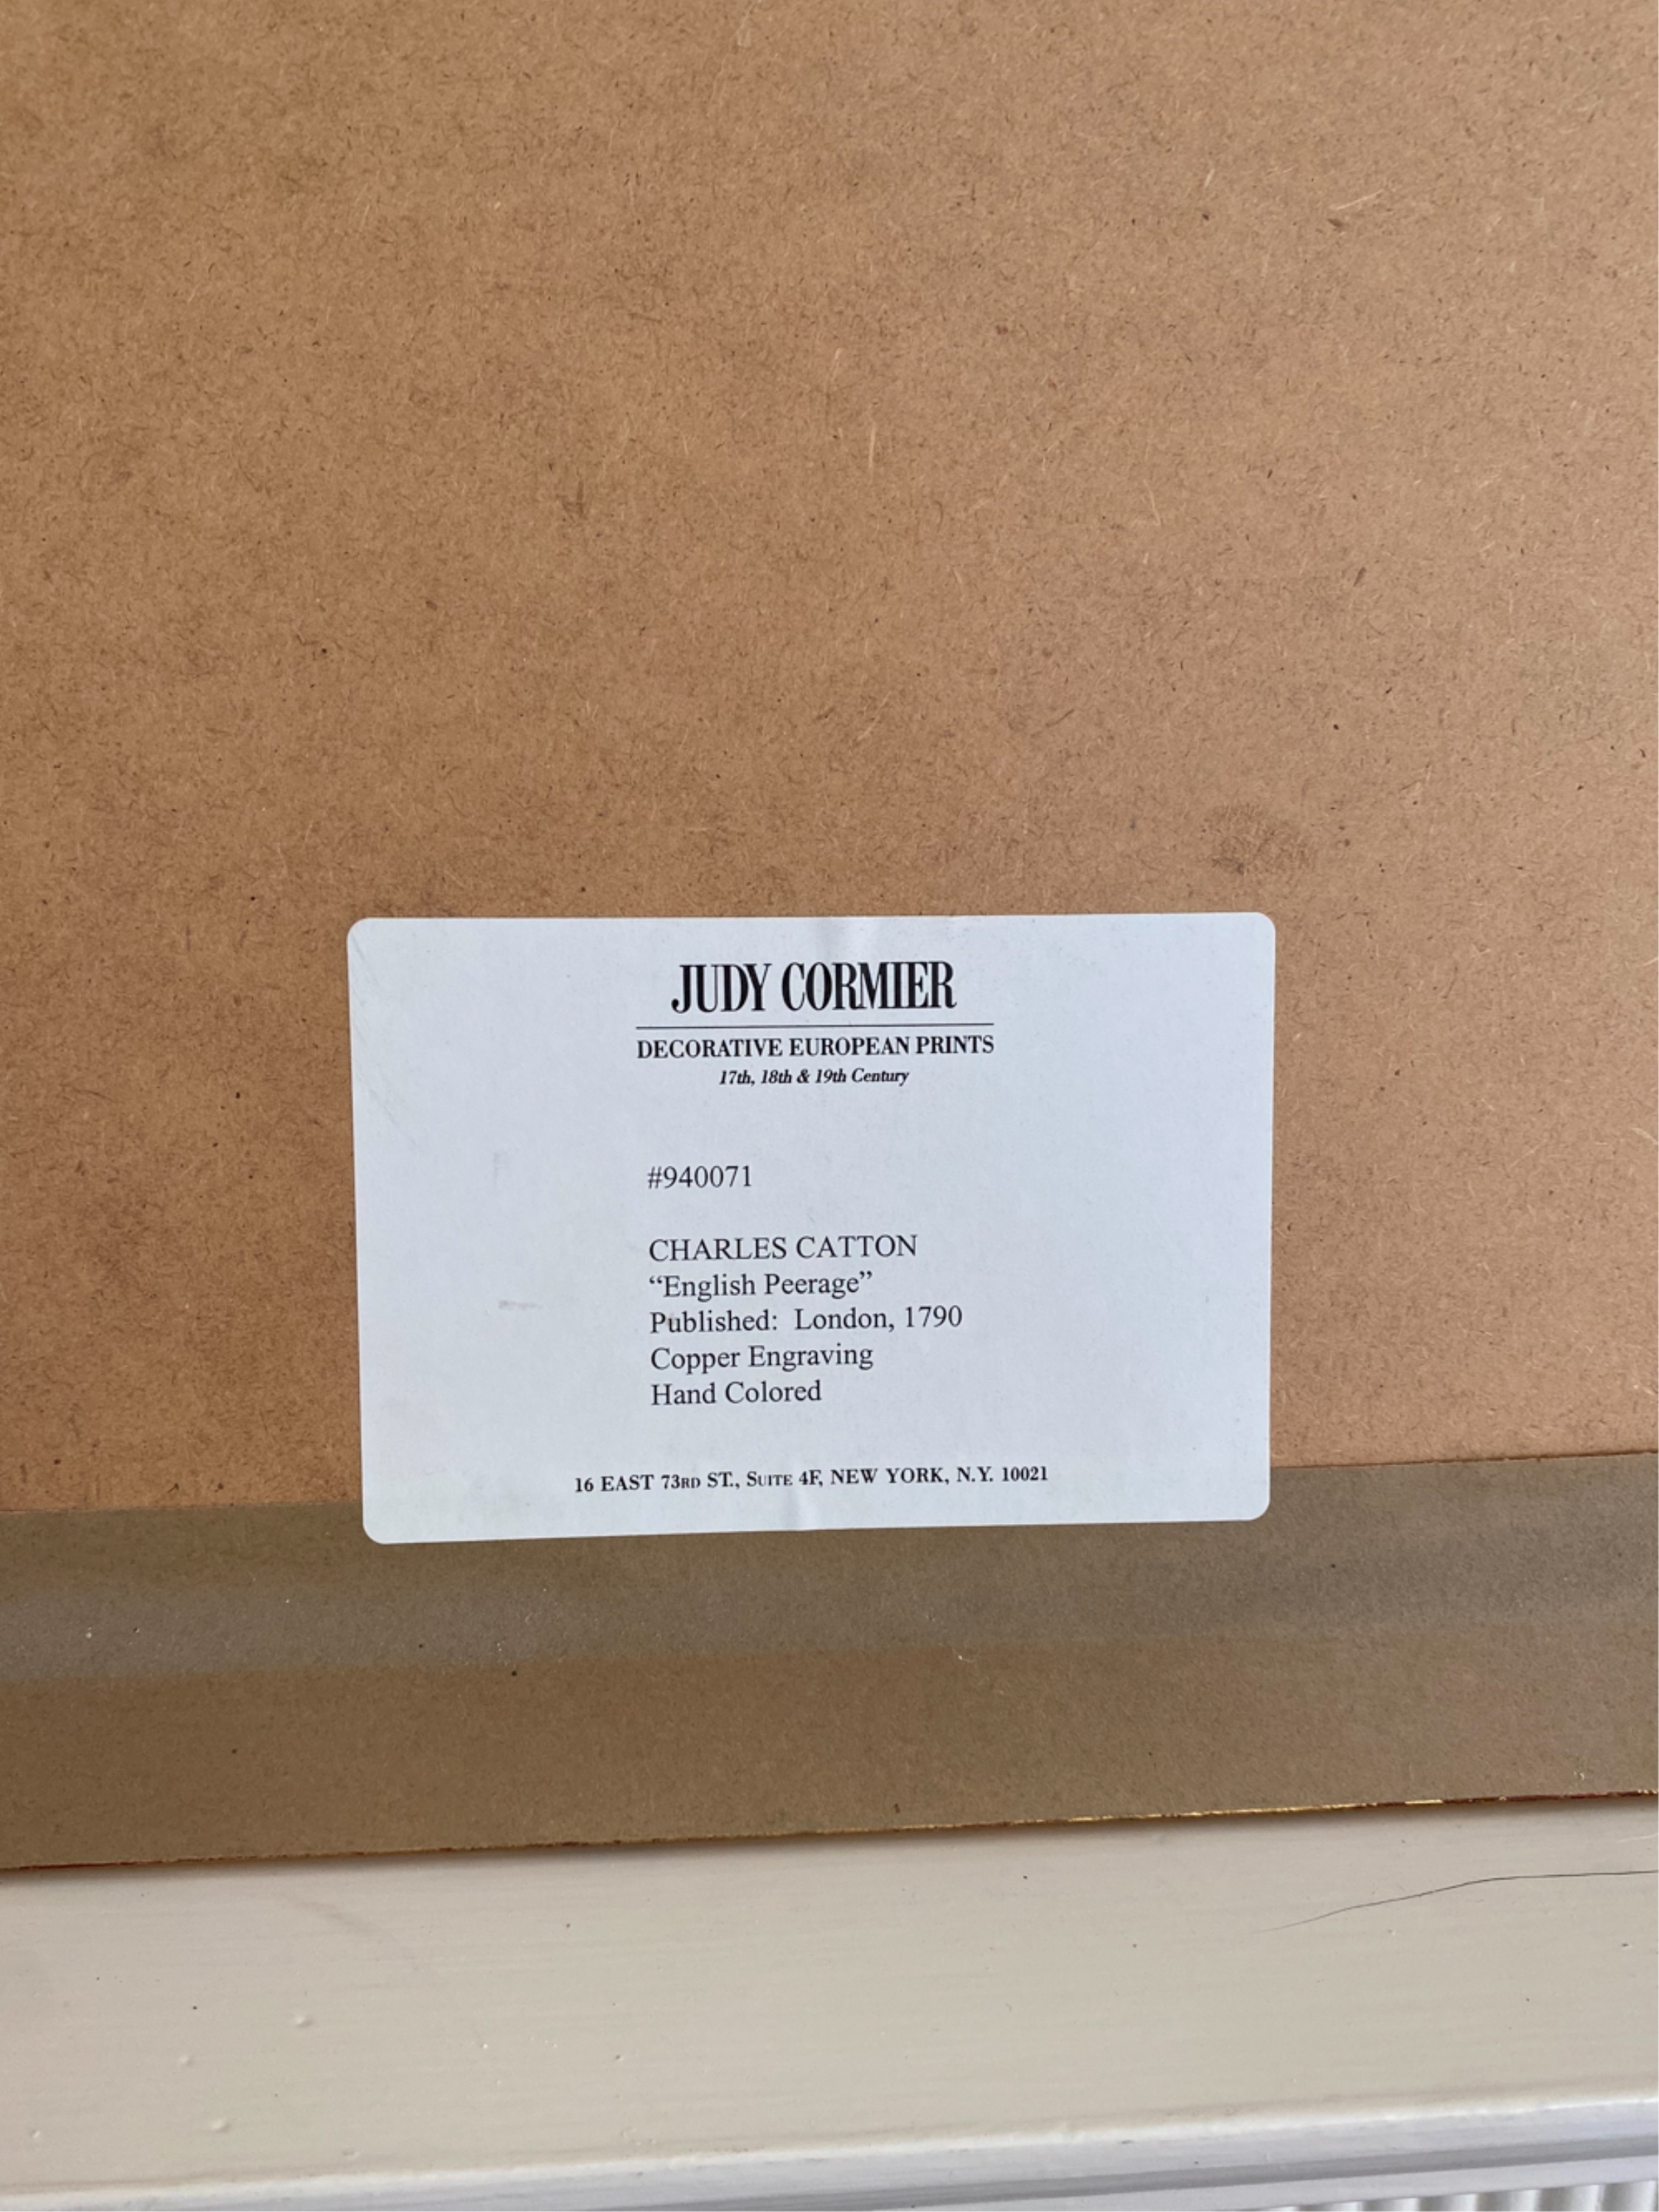 JUDY CORMIER
DECORATIVE EUROPEAN PRINTS
17th, 18th & 19th Century
#940071
CHARLES CATTON
“English Peerage”
Published: London, 1790
Copper Engraving
Hand Colored
16 EAST 73RD ST., SUITE 4F, NEW YORK, N.Y. 10021